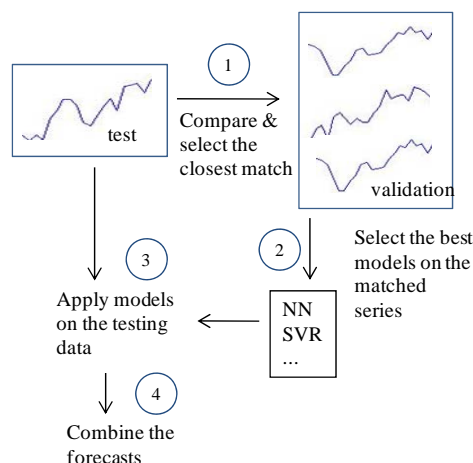 test
1
Compare &
select the
closest match
validation
2
Select the best
models on the
matched
series
NN
SVR
...
3
Apply models
on the testing
data
4
Combine the
forecasts